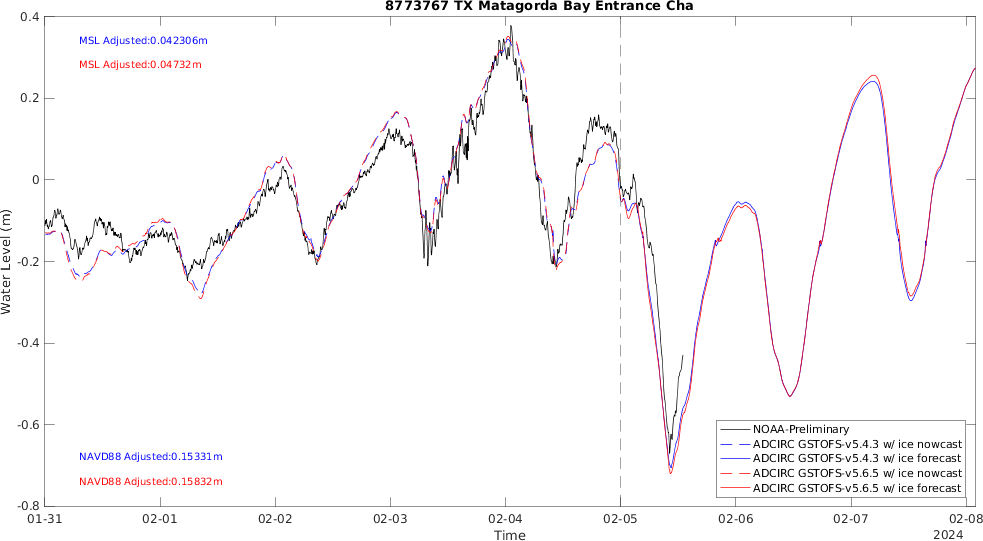 8773767 TX Matagorda Bay Entrance Cha
MSL Adjusted:0.042306m
MSL Adjusted:0.04732m
NAVD88 Adjusted:0.15331m
NAVD88 Adjusted:0.15832m
Water Level (m)
0.4
0.2
0
-0.2
-0.4
-0.6
-0.8
NOAA-Preliminary
ADCIRC GSTOFS-v5.4.3 w/ ice nowcast
ADCIRC GSTOFS-v5.4.3 w/ ice forecast
ADCIRC GSTOFS-v5.6.5 w/ ice nowcast
ADCIRC GSTOFS-v5.6.5 w/ ice forecast
01-31 02-01 02-02 02-03 02-04 02-05 02-06 02-07 02-08
Time
2024